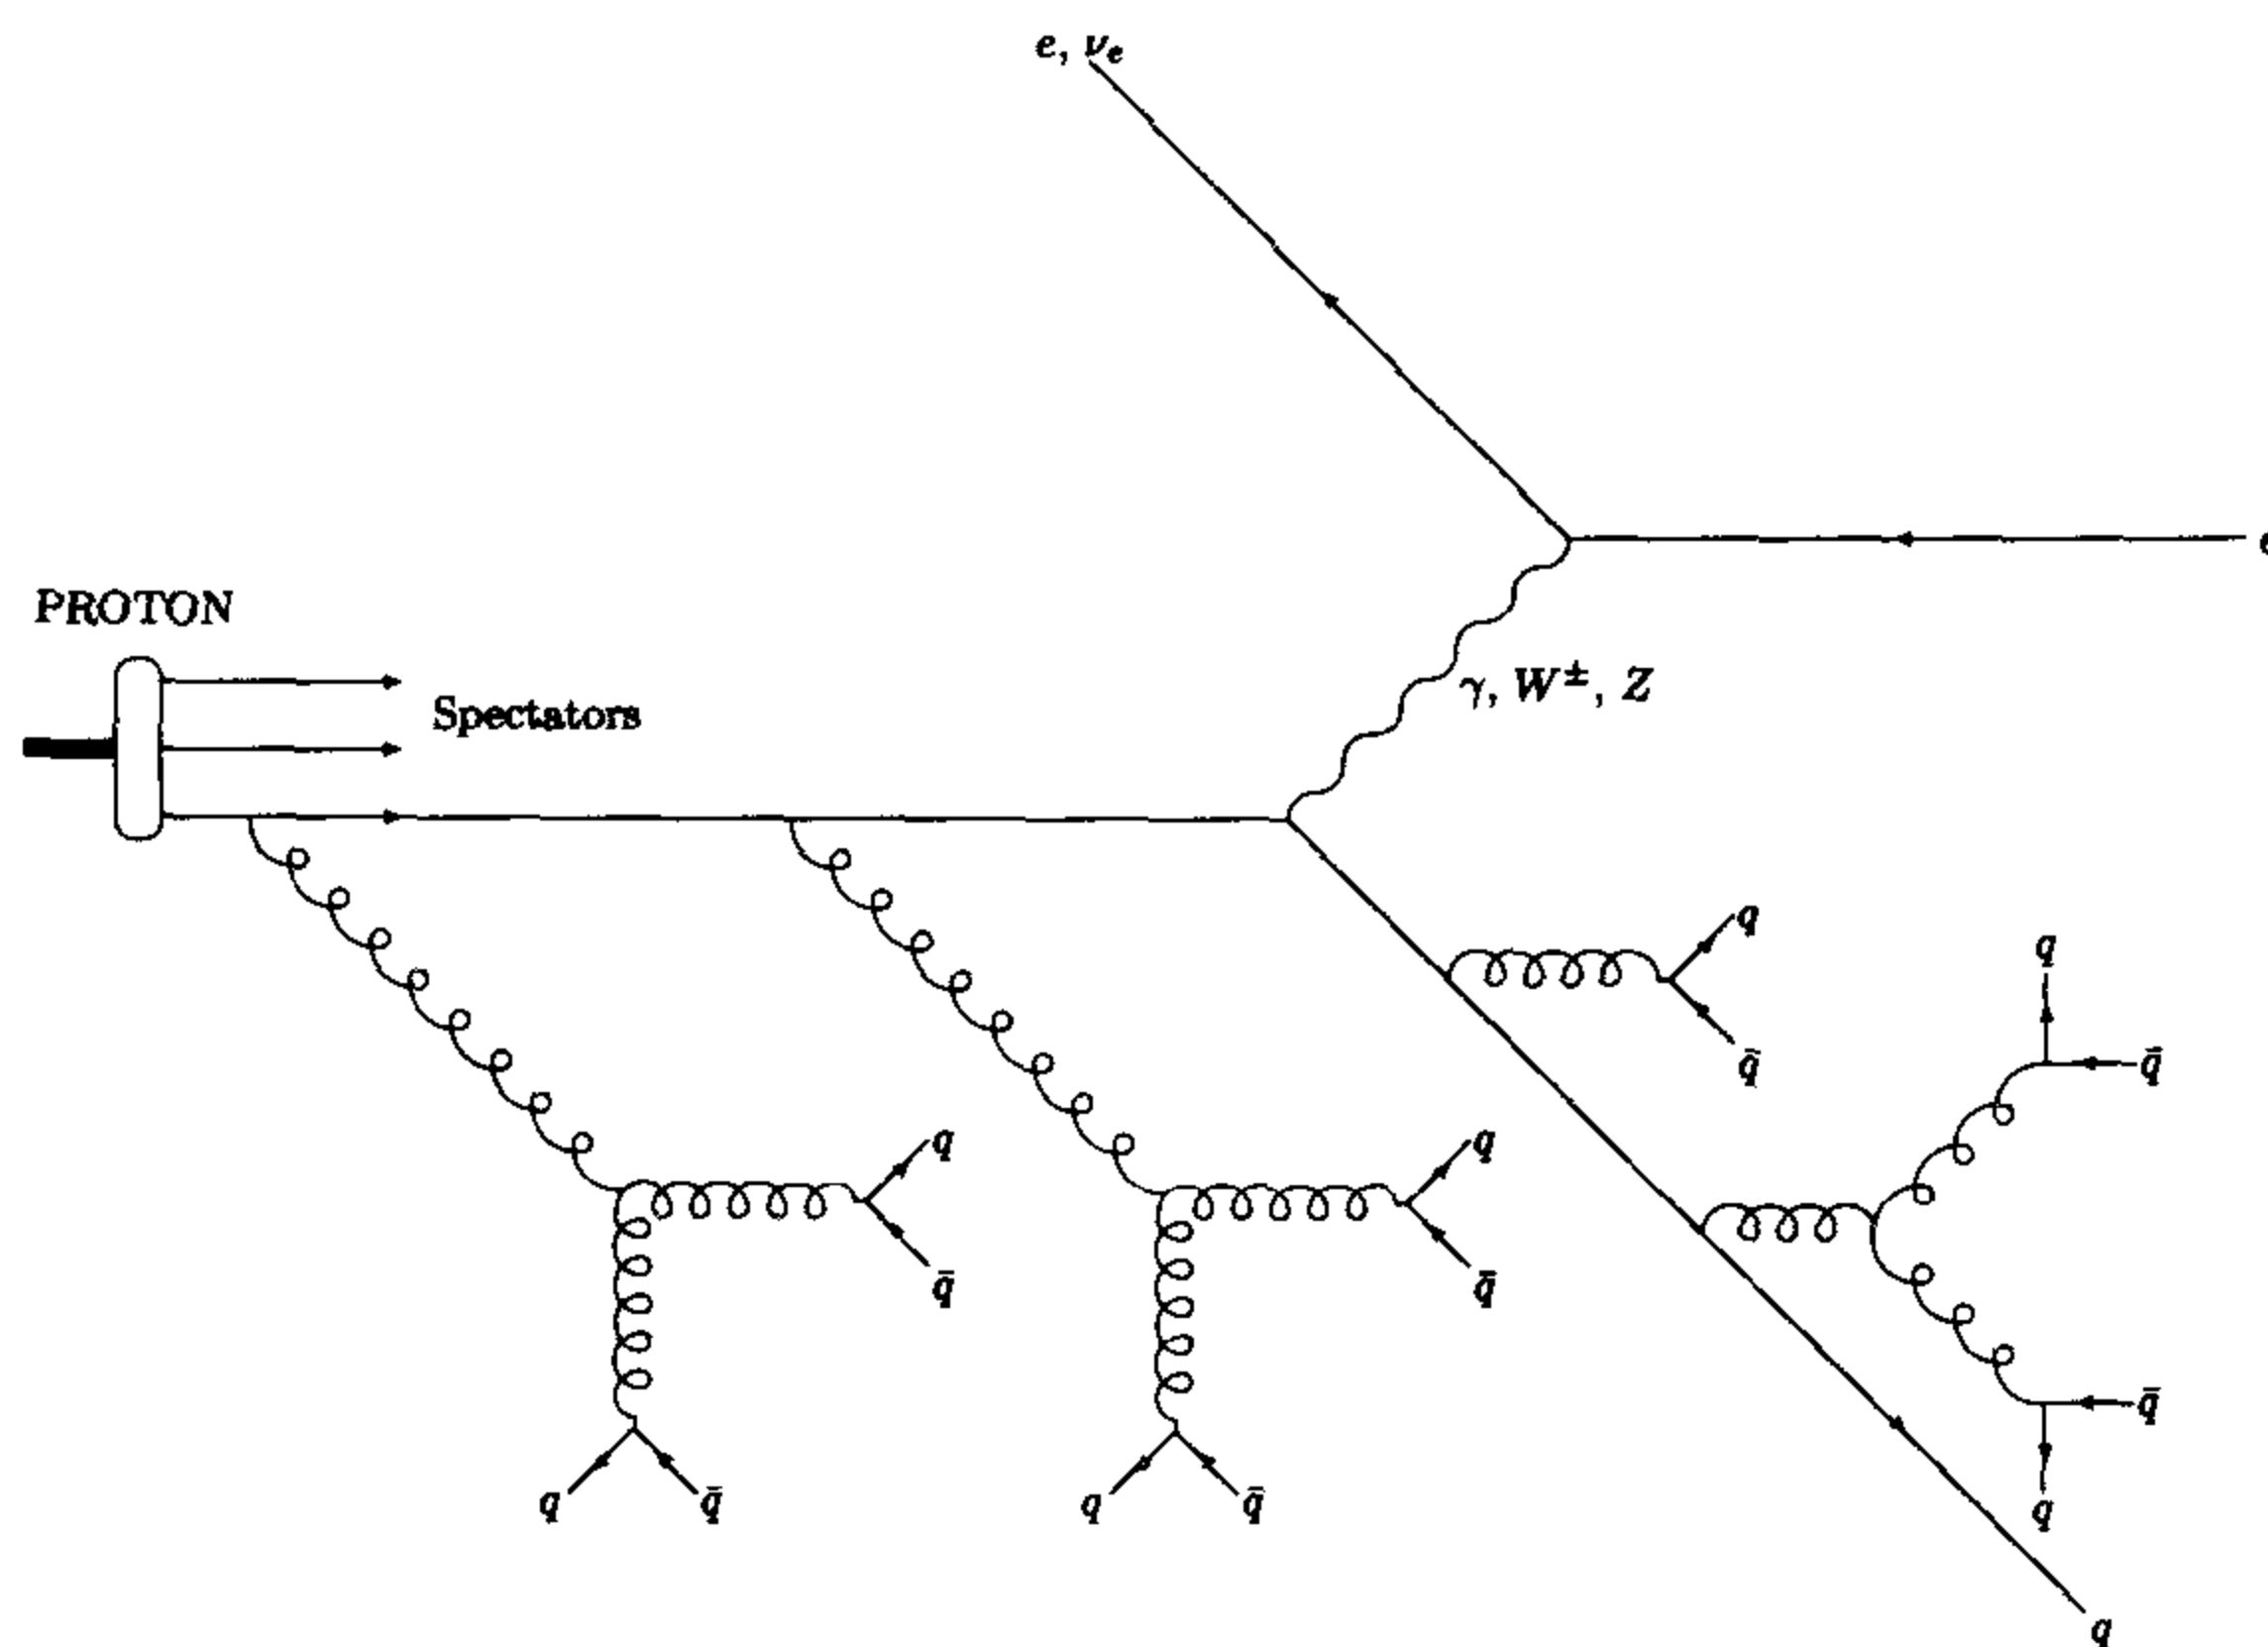 e, νₑ
e
PROTON
γ, W±, Z
Spectators
q
q
q̄
q̄
q
q
q̄
q̄
q̄
q
q̄
q
q̄
q
q